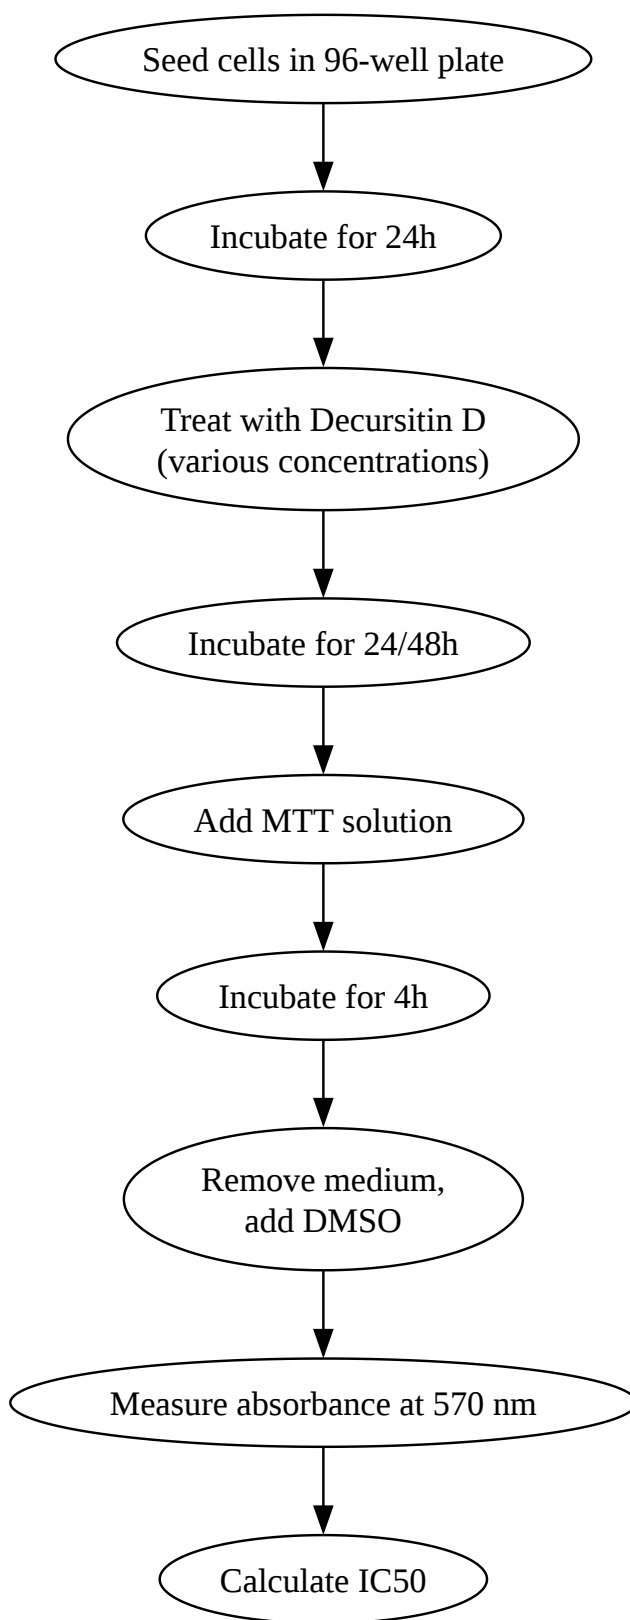 Seed cells in 96-well plate
Incubate for 24h
Treat with Decursitin D
(various concentrations)
Incubate for 24/48h
Add MTT solution
Incubate for 4h
Remove medium,
add DMSO
Measure absorbance at 570 nm
Calculate IC50